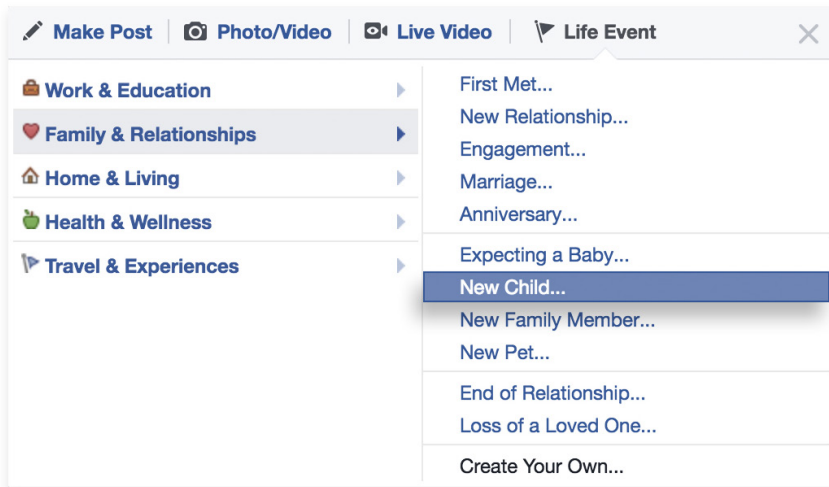 Make Post
Photo/Video
Live Video
Life Event
Work & Education
Family & Relationships
Home & Living
Health & Wellness
Travel & Experiences
First Met...
New Relationship...
Engagement...
Marriage...
Anniversary...
Expecting a Baby...
New Child...
New Family Member...
New Pet...
End of Relationship...
Loss of a Loved One...
Create Your Own...